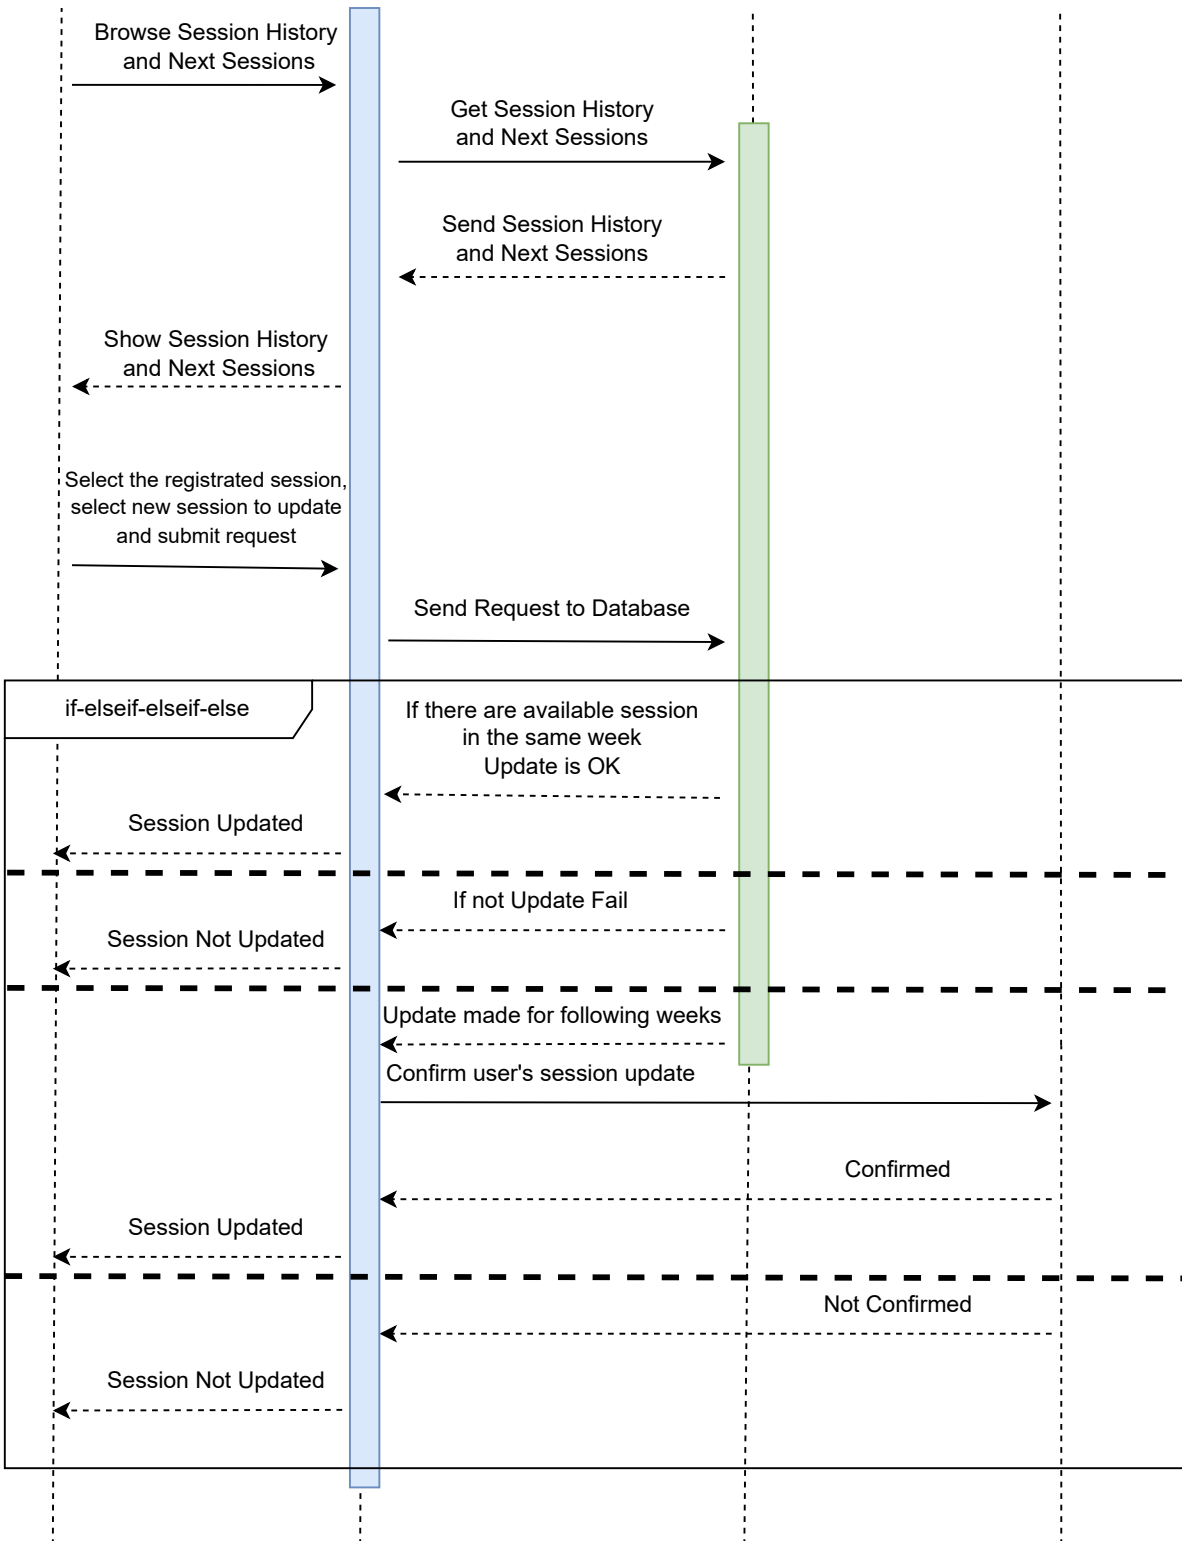 Browse Session History
and Next Sessions
Get Session History
and Next Sessions
Send Session History
and Next Sessions
Show Session History
and Next Sessions
Select the registrated session,
select new session to update
and submit request
Send Request to Database
if-elseif-elseif-else
If there are available session
in the same week
Update is OK
Session Updated
If not Update Fail
Session Not Updated
Update made for following weeks
Confirm user's session update
Confirmed
Session Updated
Not Confirmed
Session Not Updated